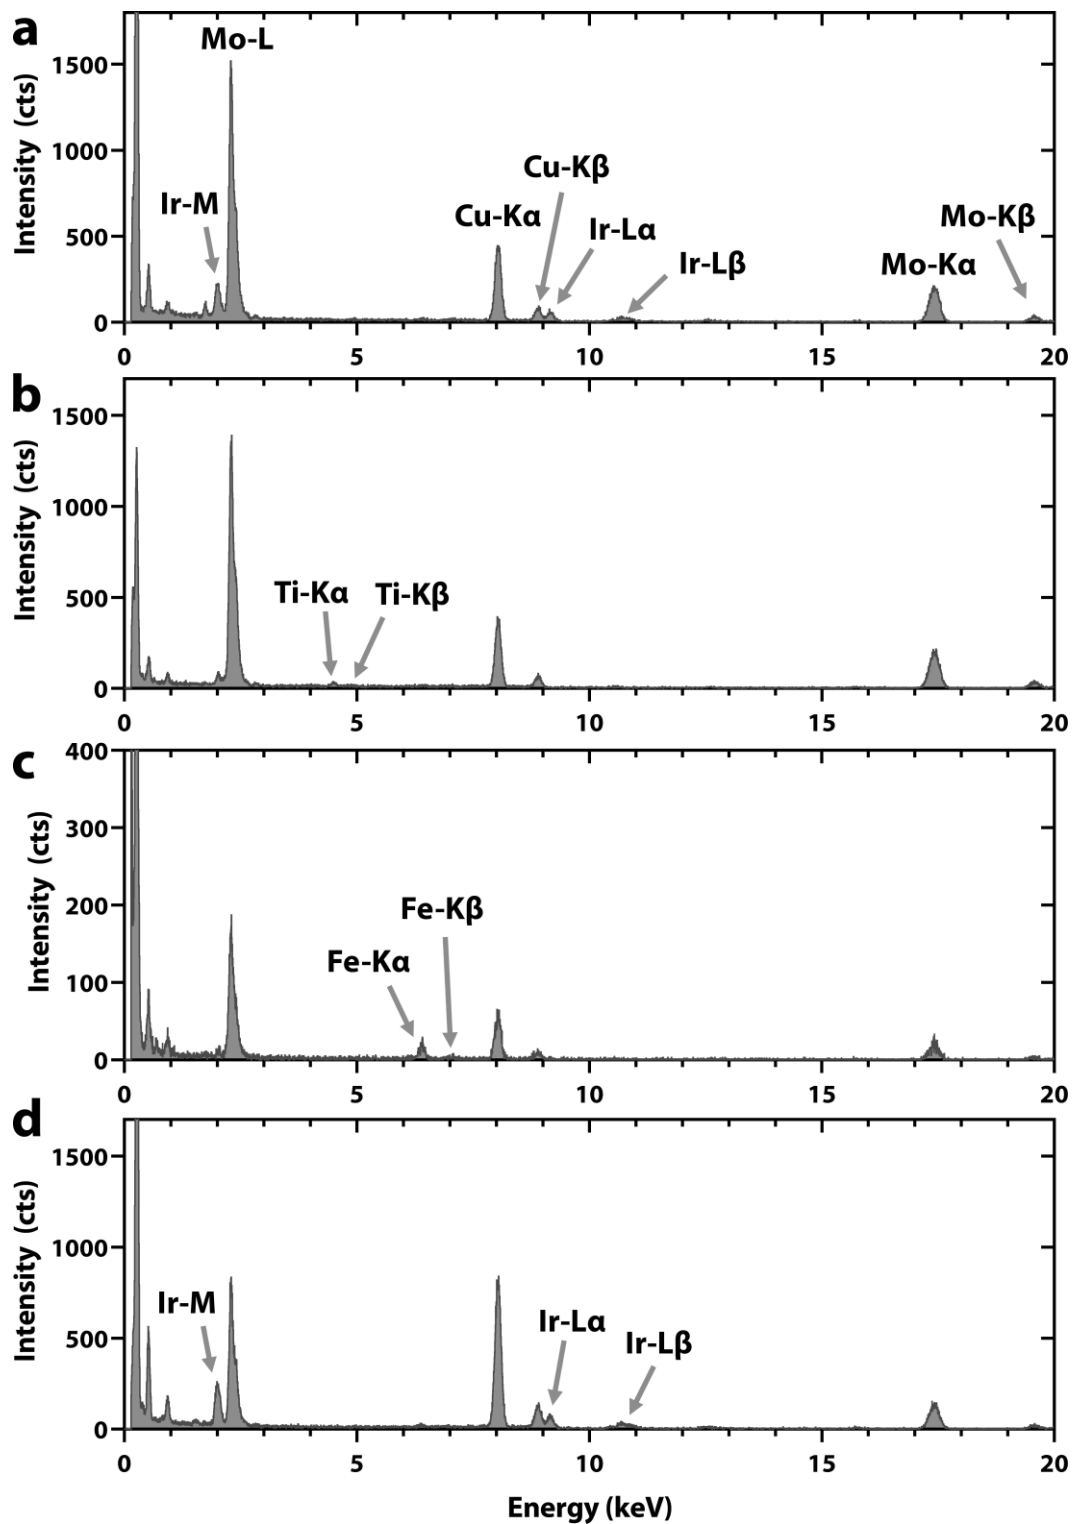 a
Mo-L
Ir-M
Cu-Kβ
Cu-Kα
Ir-Lα
Ir-Lβ
Mo-Kβ
Mo-Kα
Intensity (cts)
1500
1000
500
0
0 5 10 15 20
b
Ti-Kα
Ti-Kβ
Intensity (cts)
1500
1000
500
0
0 5 10 15 20
c
Fe-Kβ
Fe-Kα
Intensity (cts)
400
300
200
100
0
0 5 10 15 20
d
Ir-M
Ir-Lα
Ir-Lβ
Intensity (cts)
1500
1000
500
0
0 5 10 15 20
Energy (keV)